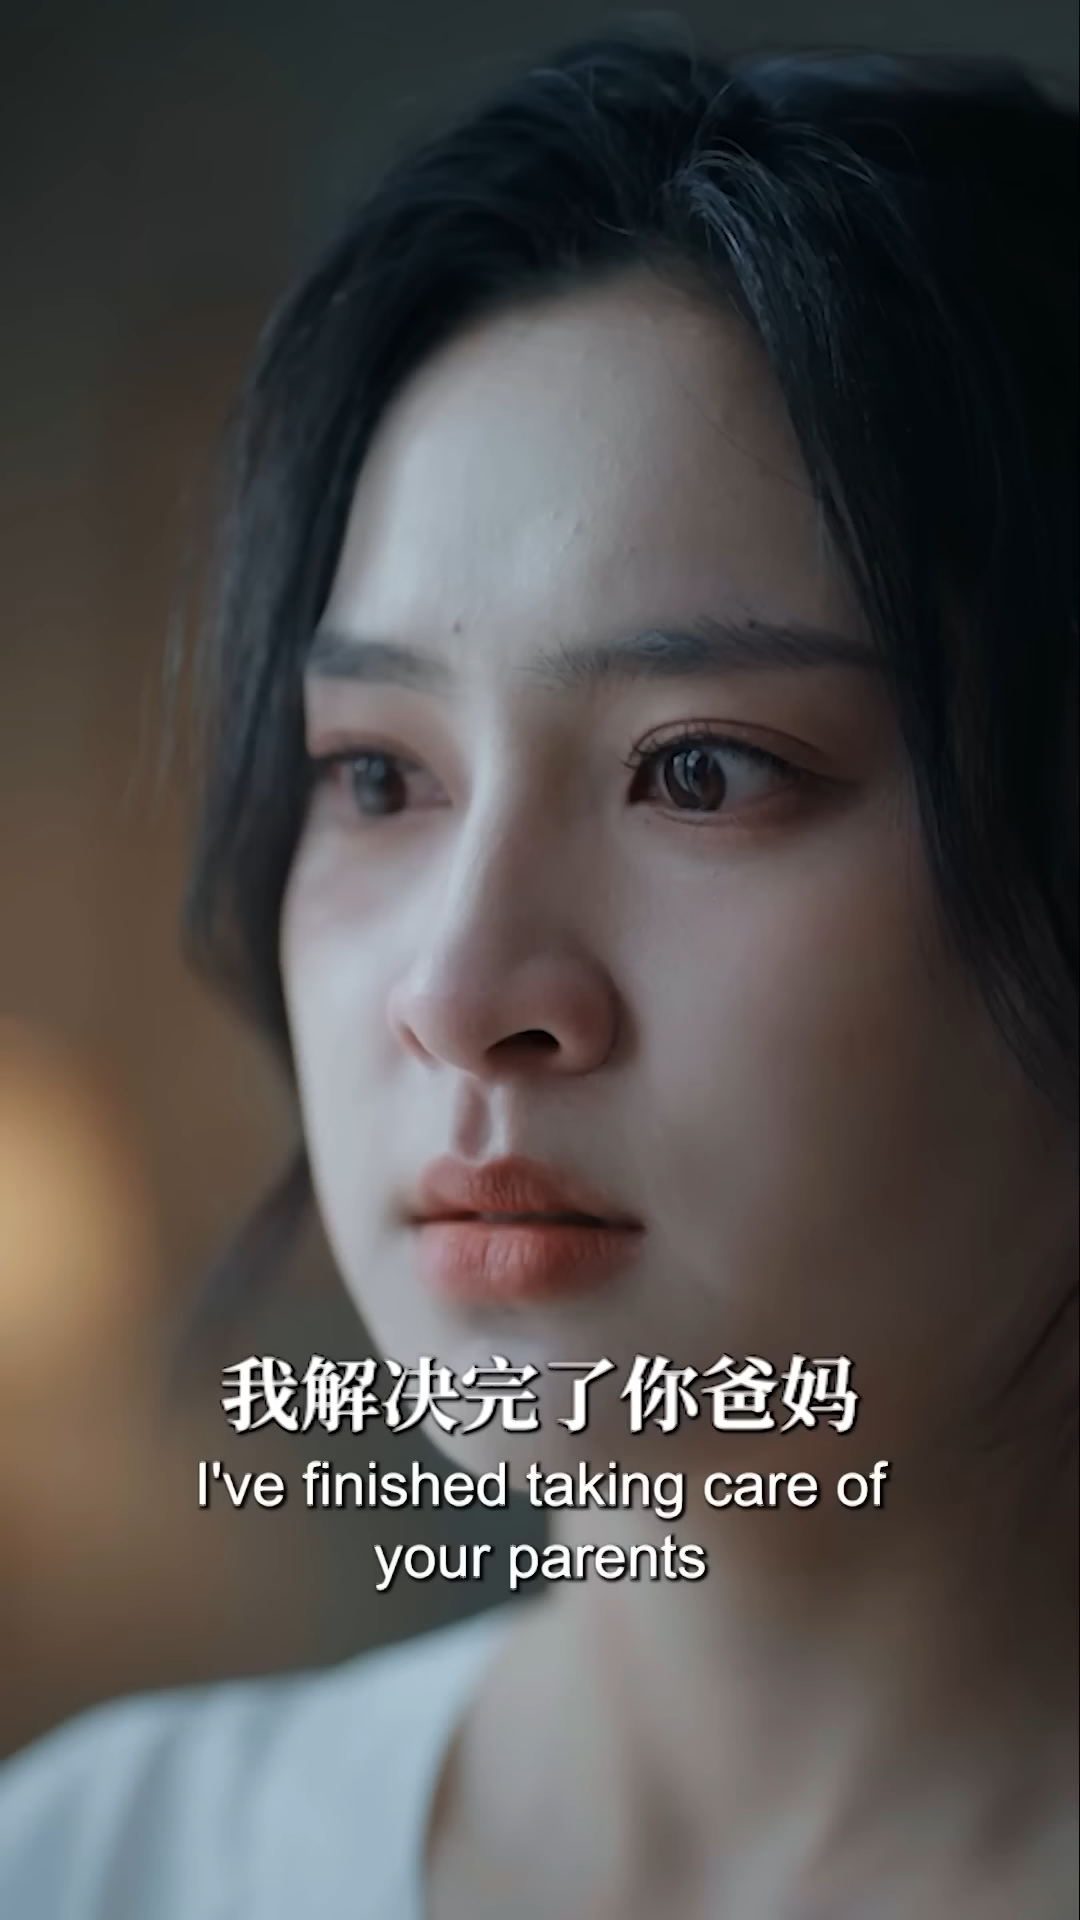 我解决完了你爸妈
I've finished taking care of
your parents